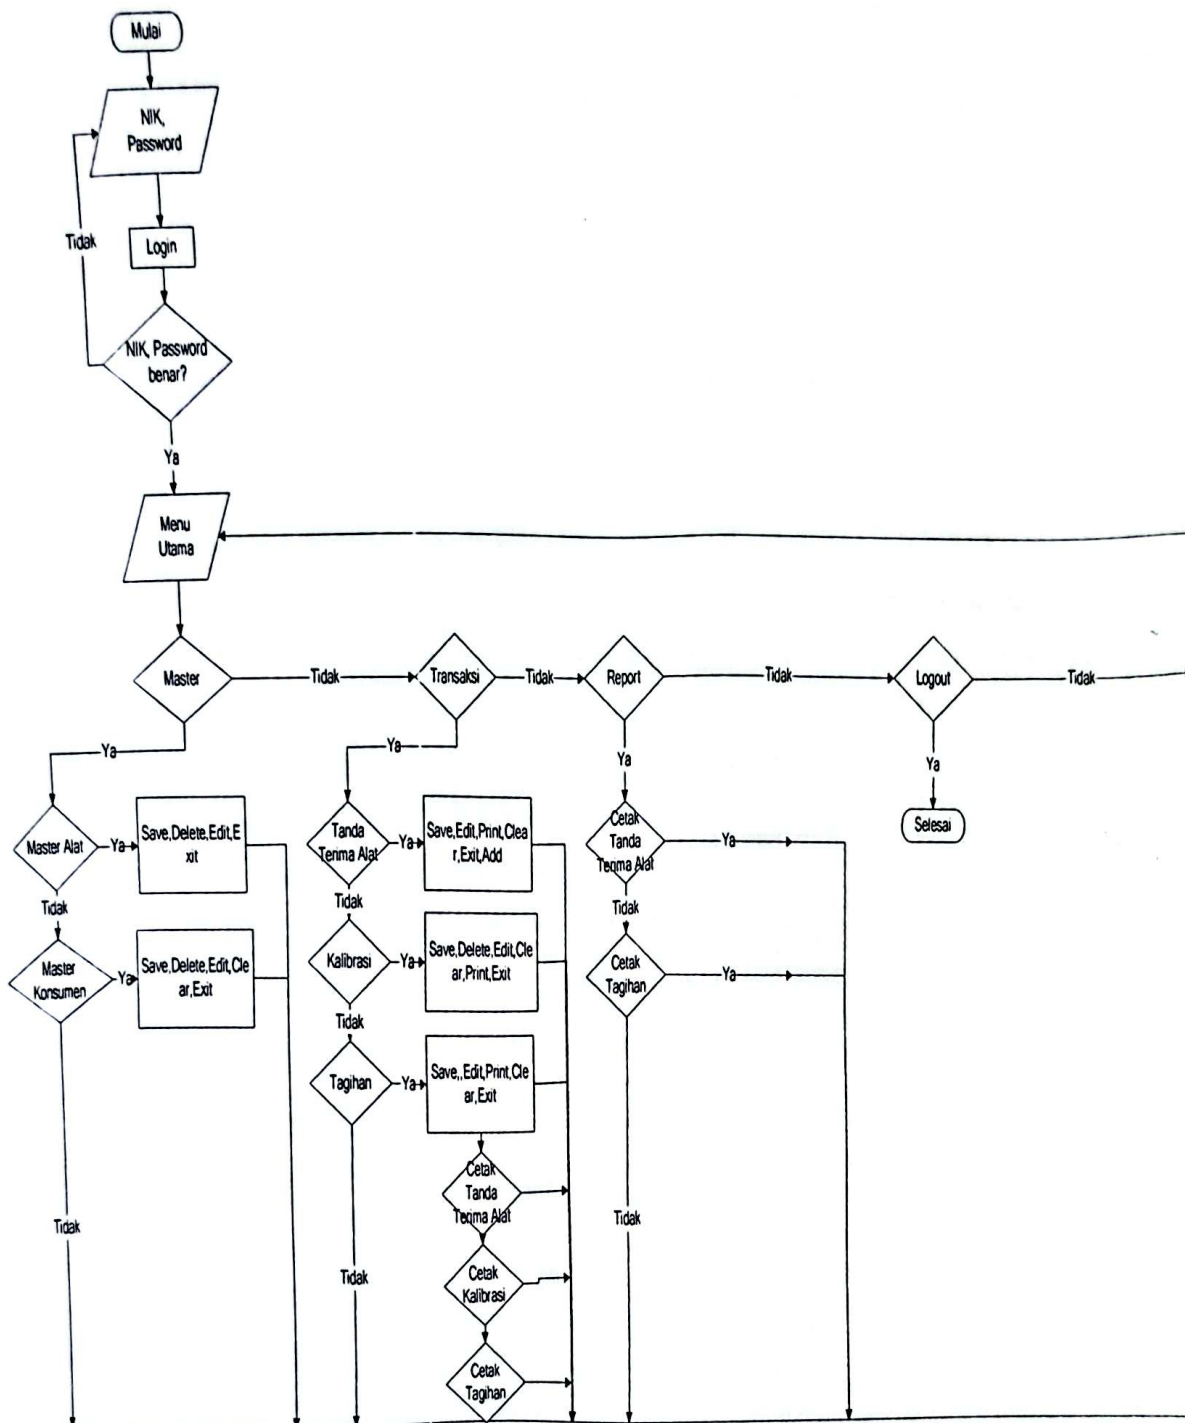 Mulai
NIK,
Password
Tidak
Login
NIK, Password
benar?
Ya
Menu
Utama
Master
Tidak
Transaksi
Tidak
Report
Tidak
Logout
Tidak
Ya
Ya
Ya
Ya
Master Alat
Ya
Save,Delete,Edit,E
xit
Tidak
Master
Konsumen
Ya
Save,Delete,Edit,Cle
ar,Exit
Tidak
Tanda
Terima Alat
Ya
Save,Edit,Print,Clea
r,Exit,Add
Tidak
Kalibrasi
Ya
Save,Delete,Edit,Cle
ar,Print,Exit
Tidak
Tagihan
Ya
Save,,Edit,Print,Cle
ar,Exit
Tidak
Cetak
Tanda
Terima Alat
Cetak
Kalibrasi
Cetak
Tagihan
Cetak
Tanda
Terima Alat
Ya
Tidak
Cetak
Tagihan
Ya
Tidak
Selesai